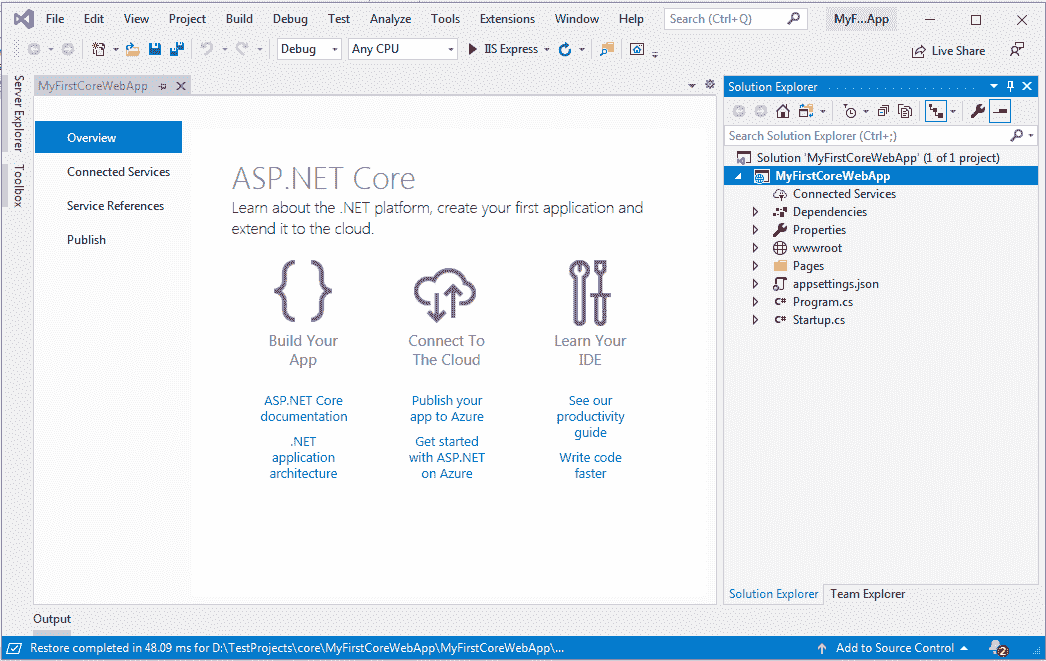 File Edit View Project Build Debug Test Analyze Tools Extensions Window Help Search (Ctrl+Q) MyF...App
Debug Any CPU IIS Express Live Share
Server Explorer
Toolbox
MyFirstCoreWebApp
Overview
Connected Services
Service References
Publish
ASP.NET Core
Learn about the .NET platform, create your first application and
extend it to the cloud.
Build Your
App
Connect To
The Cloud
Learn Your
IDE
ASP.NET Core
documentation
.NET
application
architecture
Publish your
app to Azure
Get started
with ASP.NET
on Azure
See our
productivity
guide
Write code
faster
Solution Explorer
Search Solution Explorer (Ctrl+;)
Solution 'MyFirstCoreWebApp' (1 of 1 project)
MyFirstCoreWebApp
Connected Services
Dependencies
Properties
wwwroot
Pages
appsettings.json
C# Program.cs
C# Startup.cs
Solution Explorer Team Explorer
Output
Restore completed in 48.09 ms for D:\TestProjects\core\MyFirstCoreWebApp\MyFirstCoreWebApp\... Add to Source Control 2